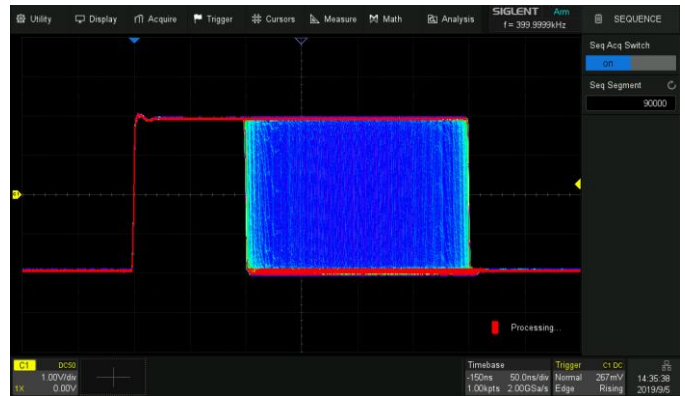 Utility Display Acquire Trigger Cursors Measure Math Analysis
SIGLENT Arm
f = 399.9999kHz
SEQUENCE
Seq Acq Switch
on
Seq Segment
90000
Processing...
C1 DC50
1.00V/div
1X 0.00V
Timebase
-150ns 50.0ns/div
1.00kpts 2.00GSa/s
Trigger C1 DC
Normal 267mV
Edge Rising
14:35:38
2019/9/5